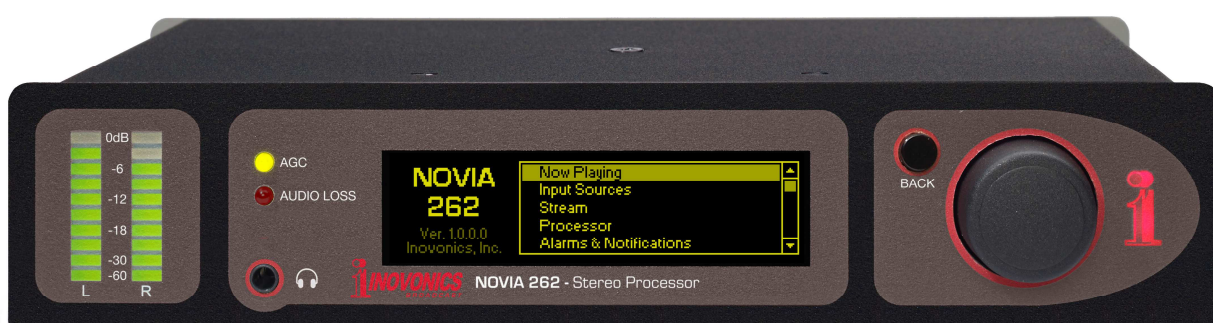 0dB
-6
-12
-18
-30
-60
L R
AGC
AUDIO LOSS
NOVIA
262
Ver. 1.0.0.0
Inovonics, Inc.
Now Playing
Input Sources
Stream
Processor
Alarms & Notifications
INOVONICS NOVIA 262 - Stereo Processor
BACK